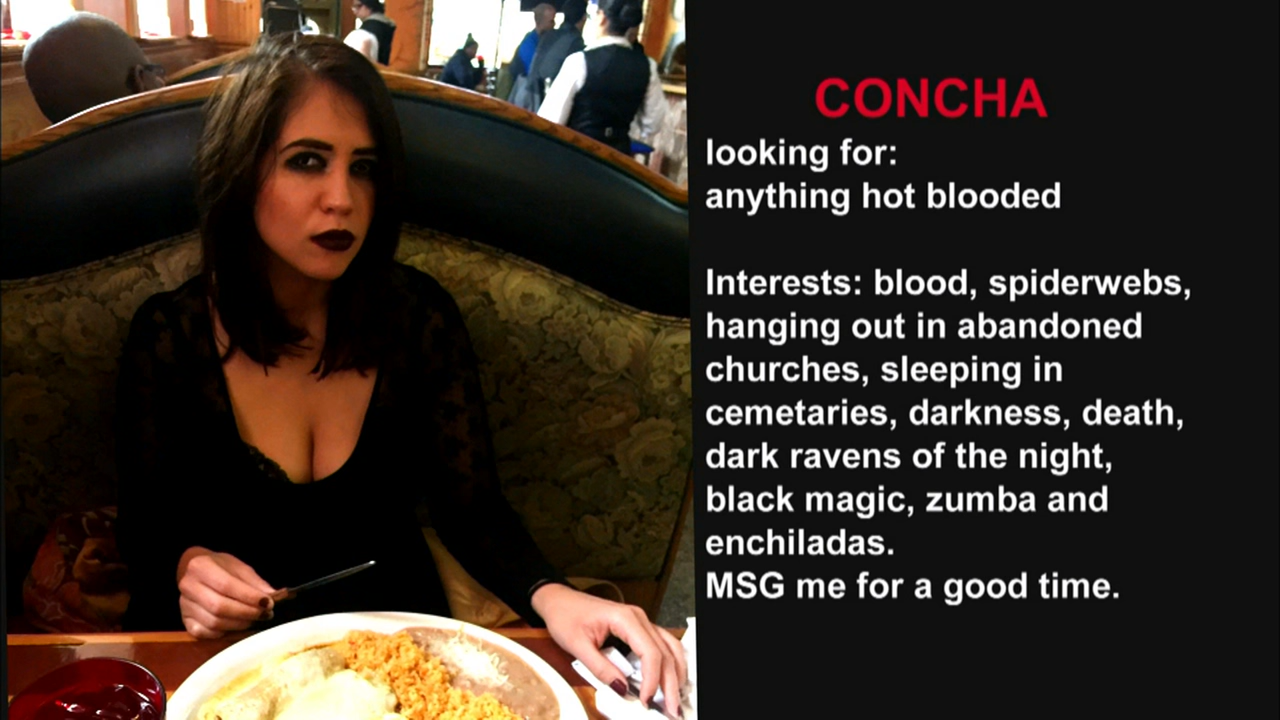 CONCHA
looking for:
anything hot blooded
Interests: blood, spiderwebs,
hanging out in abandoned
churches, sleeping in
cemetaries, darkness, death,
dark ravens of the night,
black magic, zumba and
enchiladas.
MSG me for a good time.